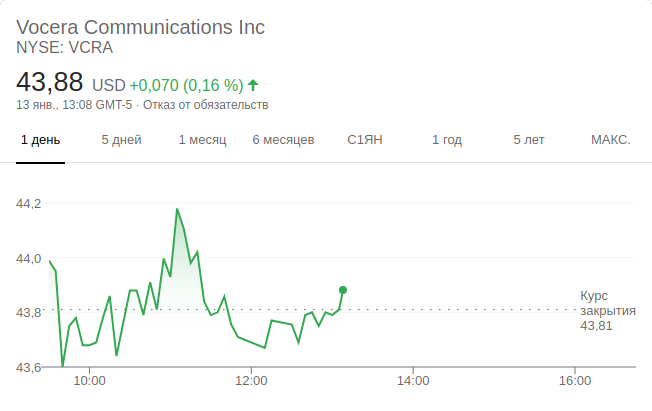 Vocera Communications Inc
NYSE: VCRA
43,88 USD +0,070 (0,16 %)
13 янв., 13:08 GMT-5 · Отказ от обязательств
1 день 5 дней 1 месяц 6 месяцев С1ЯН 1 год 5 лет МАКС.
44,2
44,0
43,8
43,6
Курс
закрытия
43,81
10:00 12:00 14:00 16:00